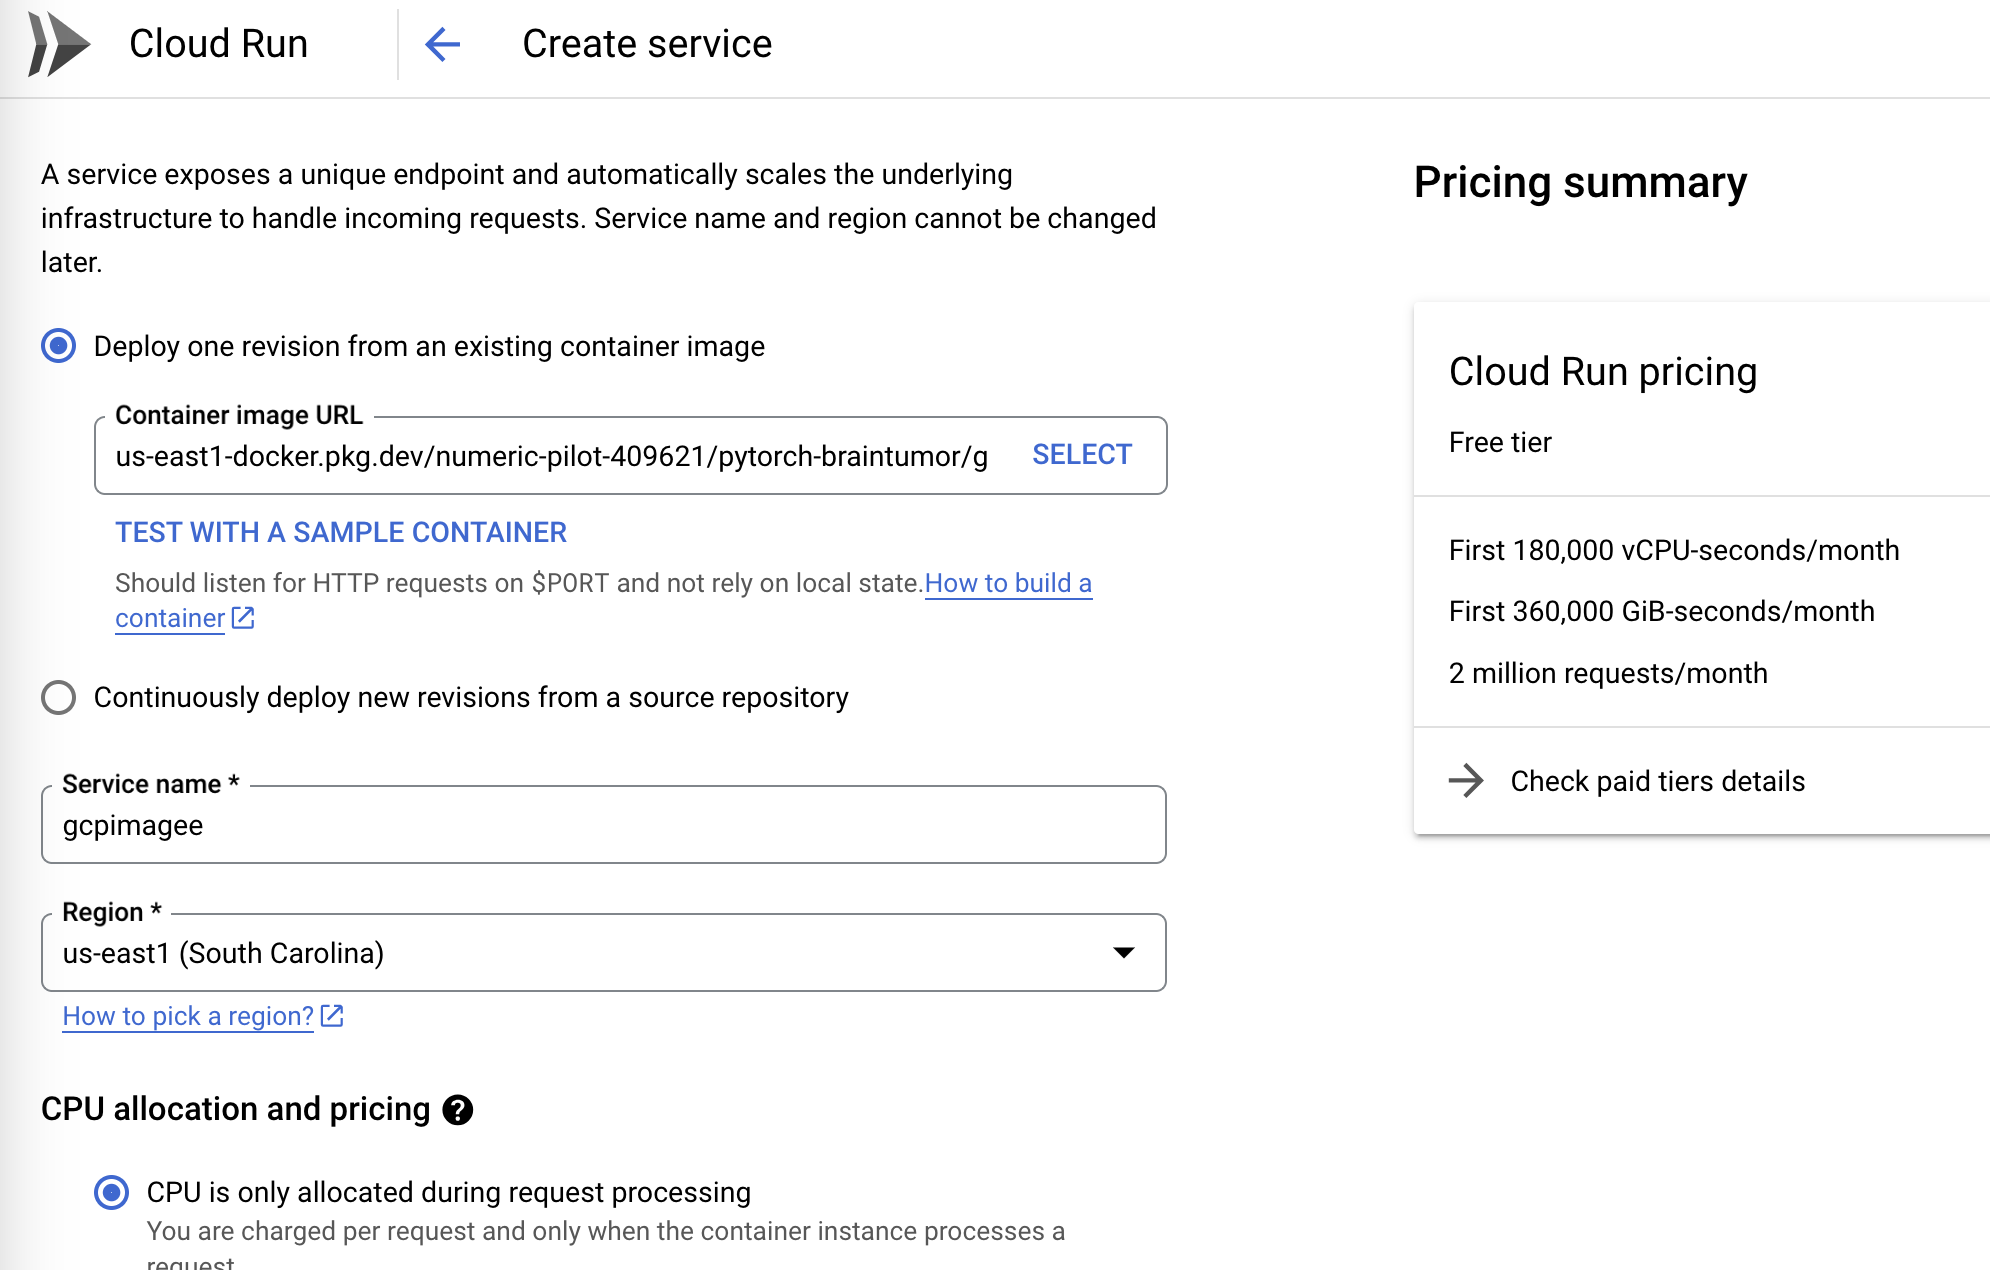 Cloud Run
Create service
A service exposes a unique endpoint and automatically scales the underlying
infrastructure to handle incoming requests. Service name and region cannot be changed
later.
Deploy one revision from an existing container image
Container image URL
us-east1-docker.pkg.dev/numeric-pilot-409621/pytorch-braintumor/g
SELECT
TEST WITH A SAMPLE CONTAINER
Should listen for HTTP requests on $PORT and not rely on local state.How to build a
container
Continuously deploy new revisions from a source repository
Service name *
gcpimagee
Region *
us-east1 (South Carolina)
How to pick a region?
CPU allocation and pricing
CPU is only allocated during request processing
You are charged per request and only when the container instance processes a
request.
Pricing summary
Cloud Run pricing
Free tier
First 180,000 vCPU-seconds/month
First 360,000 GiB-seconds/month
2 million requests/month
Check paid tiers details